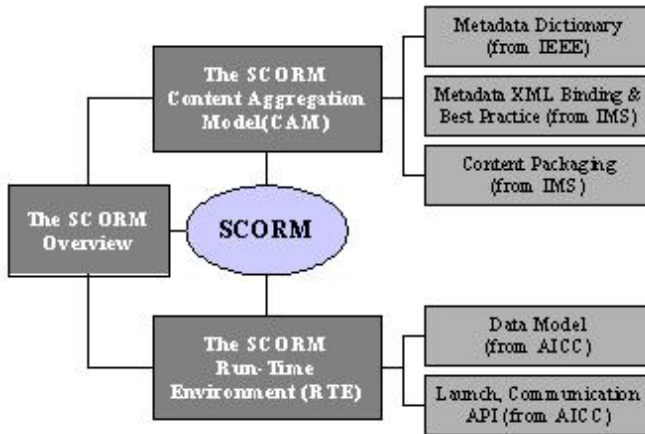 Metadata Dictionary
(from IEEE)
The SCORM
Content Aggregation
Model(CAM)
Metadata XML Binding &
Best Practice (from IMS)
Content Packaging
(from IMS)
The SCORM
Overview
SCORM
The SCORM
Run-Time
Environment (RTE)
Data Model
(from AICC)
Launch, Communication
API (from AICC)